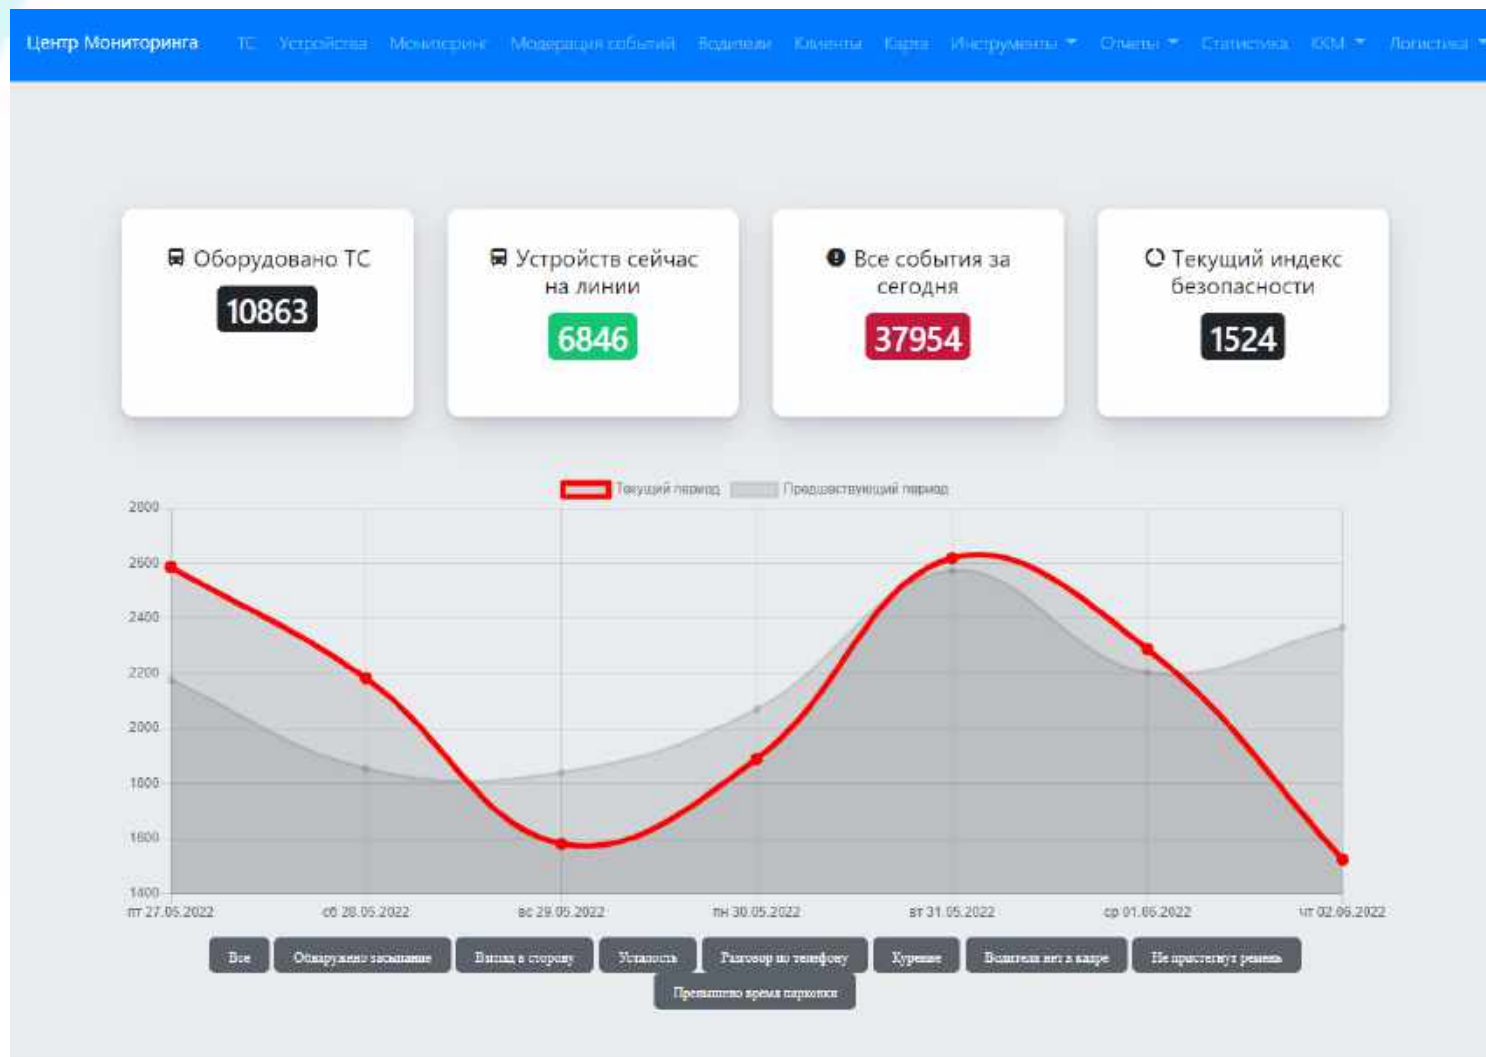 Центр Мониторинга ТС Устройства Мониторинг Модерация событий Водители Клиенты Карта Инструменты Отчеты Статистика ККМ Логистика
Оборудовано ТС
10863
Устройств сейчас
на линии
6846
Все события за
сегодня
37954
Текущий индекс
безопасности
1524
Текущий период Предшествующий период
2800
2600
2400
2200
2000
1800
1600
1400
пт 27.05.2022 сб 28.05.2022 вс 29.05.2022 пн 30.05.2022 вт 31.05.2022 ср 01.06.2022 чт 02.06.2022
Все Обнаружено засыпание Взгляд в сторону Усталость Разговор по телефону Курение Водителя нет в кадре Не пристегнут ремень
Превышено время парковки